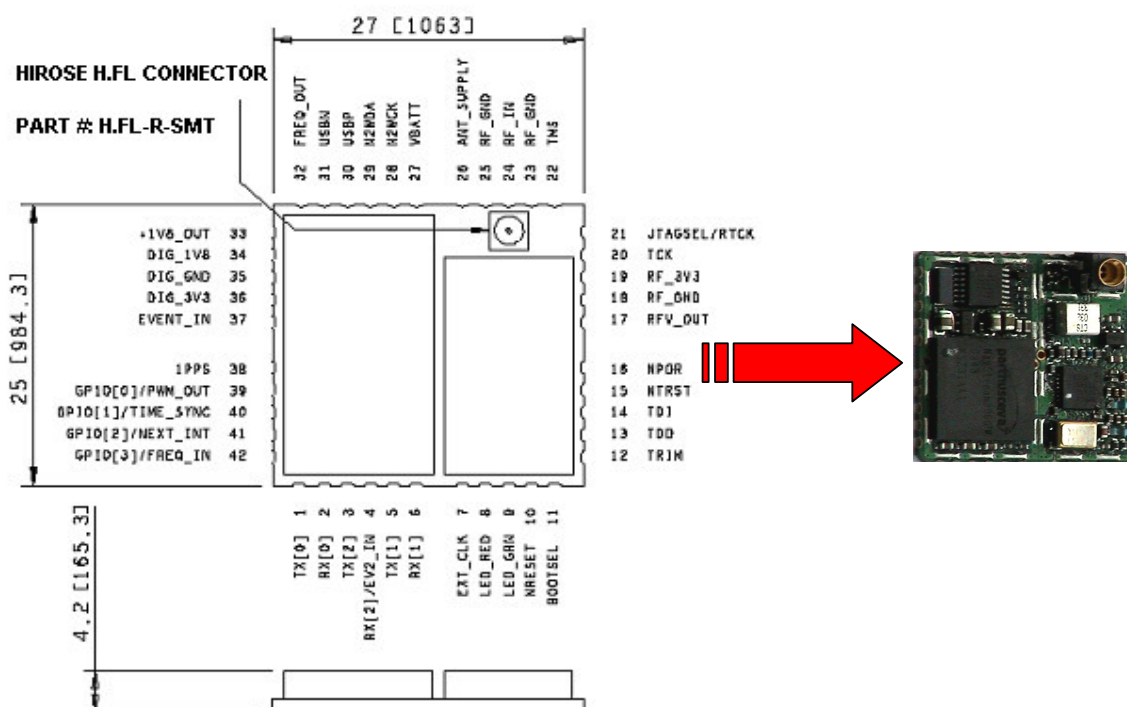 27 [1063]
HIROSE H.FL CONNECTOR
PART #: H.FL-R-SMT
32 FREQ_OUT
31 USBN
30 USBP
29 N2WDA
28 N2WCK
27 VBATT
26 ANT_SUPPLY
25 RF_GND
24 RF_IN
23 RF_GND
22 TMS
25 [984.3]
+1V8_OUT 33
DIG_1V8 34
DIG_GND 35
DIG_3V3 36
EVENT_IN 37
1PPS 38
GPIO[0]/PWM_OUT 39
GPIO[1]/TIME_SYNC 40
GPIO[2]/NEXT_INT 41
GPIO[3]/FREQ_IN 42
21 JTAGSEL/RTCK
20 TCK
19 RF_3V3
18 RF_GND
17 RFV_OUT
16 NPOR
15 NTRST
14 TDI
13 TDO
12 TRIM
TX[0] 1
RX[0] 2
TX[2] 3
RX[2]/EV2_IN 4
TX[1] 5
RX[1] 6
EXT_CLK 7
LED_RED 8
LED_GRN 9
NRESET 10
BOOTSEL 11
4.2 [165.3]
CTS